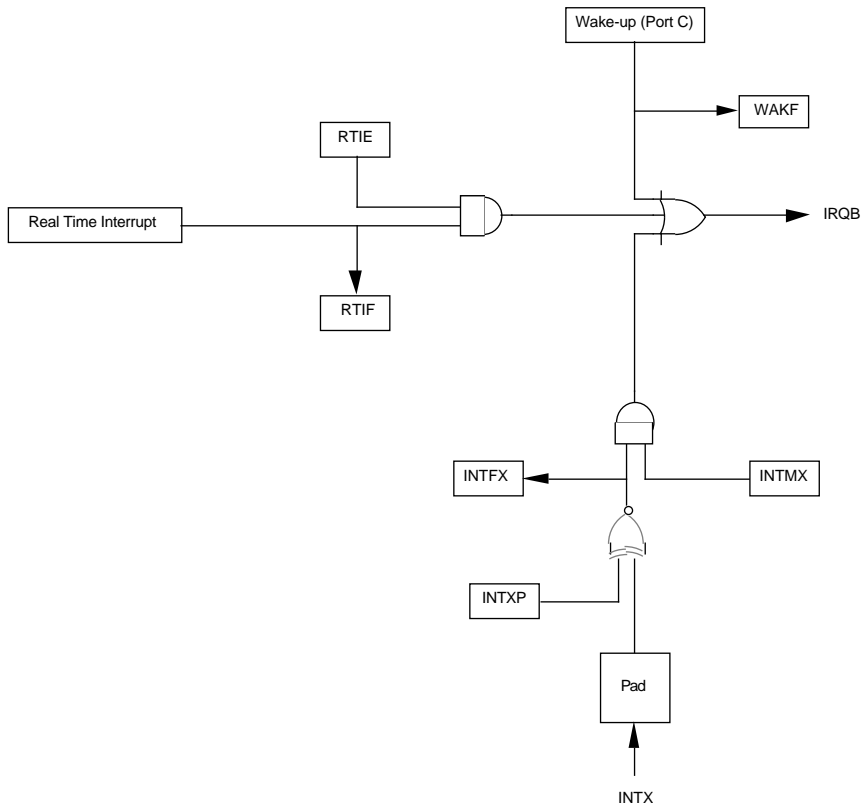 Wake-up (Port C)
WAKF
RTIE
Real Time Interrupt
IRQB
RTIF
INTFX
INTMX
INTXP
Pad
INTX